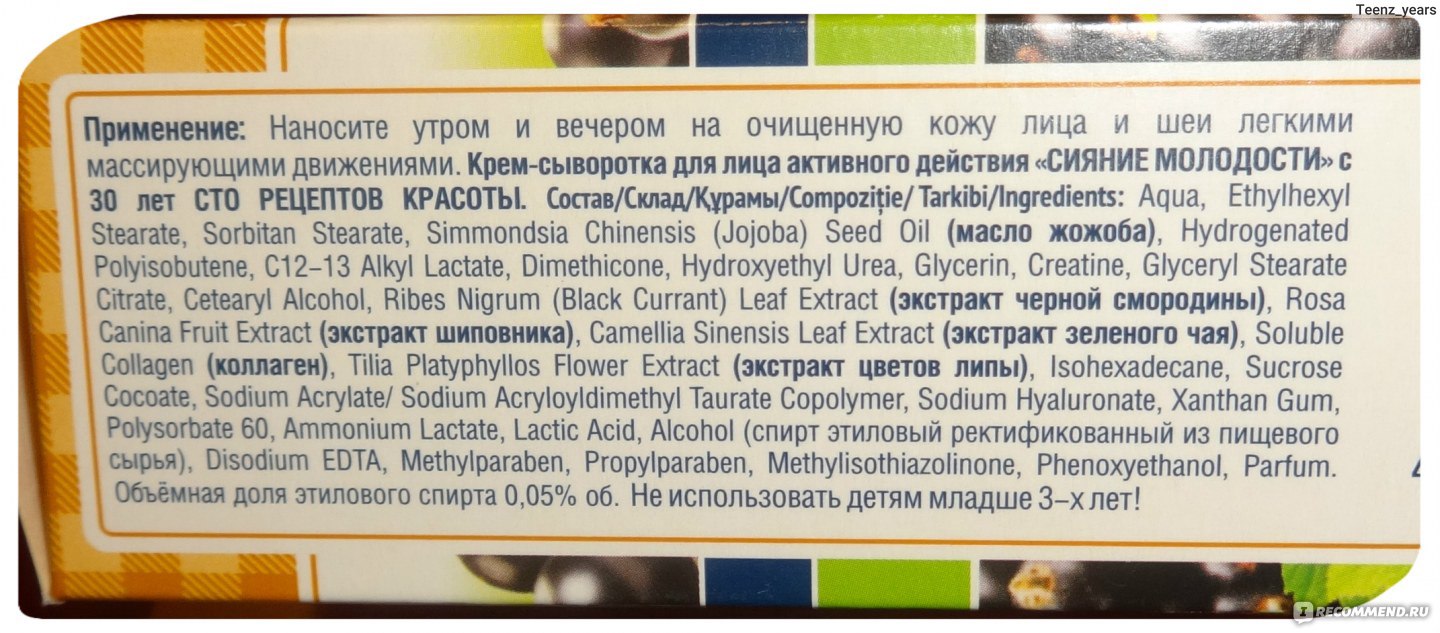 Teenz_years
Применение: Наносите утром и вечером на очищенную кожу лица и шеи легкими
массирующими движениями. Крем-сыворотка для лица активного действия «СИЯНИЕ МОЛОДОСТИ» с
30 лет СТО РЕЦЕПТОВ КРАСОТЫ. Состав/Склад/Құрамы/Compoziție/ Tarkibi/Ingredients: Aqua, Ethylhexyl
Stearate, Sorbitan Stearate, Simmondsia Chinensis (Jojoba) Seed Oil (масло жожоба), Hydrogenated
Polyisobutene, C12–13 Alkyl Lactate, Dimethicone, Hydroxyethyl Urea, Glycerin, Creatine, Glyceryl Stearate
Citrate, Cetearyl Alcohol, Ribes Nigrum (Black Currant) Leaf Extract (экстракт черной смородины), Rosa
Canina Fruit Extract (экстракт шиповника), Camellia Sinensis Leaf Extract (экстракт зеленого чая), Soluble
Collagen (коллаген), Tilia Platyphyllos Flower Extract (экстракт цветов липы), Isohexadecane, Sucrose
Cocoate, Sodium Acrylate/ Sodium Acryloyldimethyl Taurate Copolymer, Sodium Hyaluronate, Xanthan Gum,
Polysorbate 60, Ammonium Lactate, Lactic Acid, Alcohol (спирт этиловый ректификованный из пищевого
сырья), Disodium EDTA, Methylparaben, Propylparaben, Methylisothiazolinone, Phenoxyethanol, Parfum.
Объёмная доля этилового спирта 0,05% об. Не использовать детям младше 3–х лет!
IRECOMMEND.RU